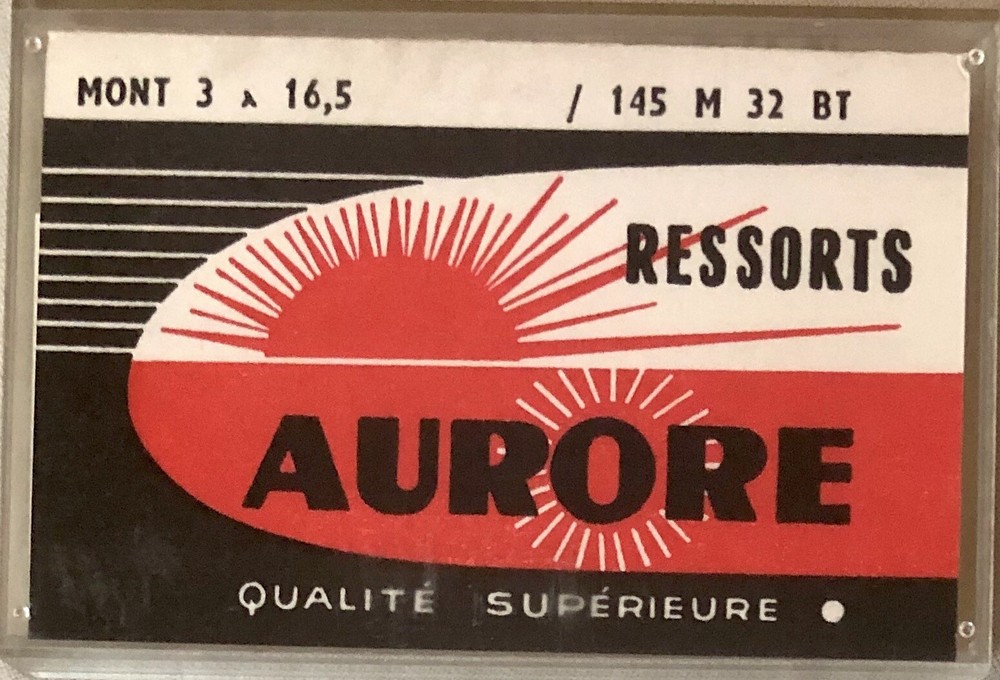 MONT 3 x 16,5 / 145 M 32 BT
RESSORTS
AURORE
QUALITÉ SUPÉRIEURE